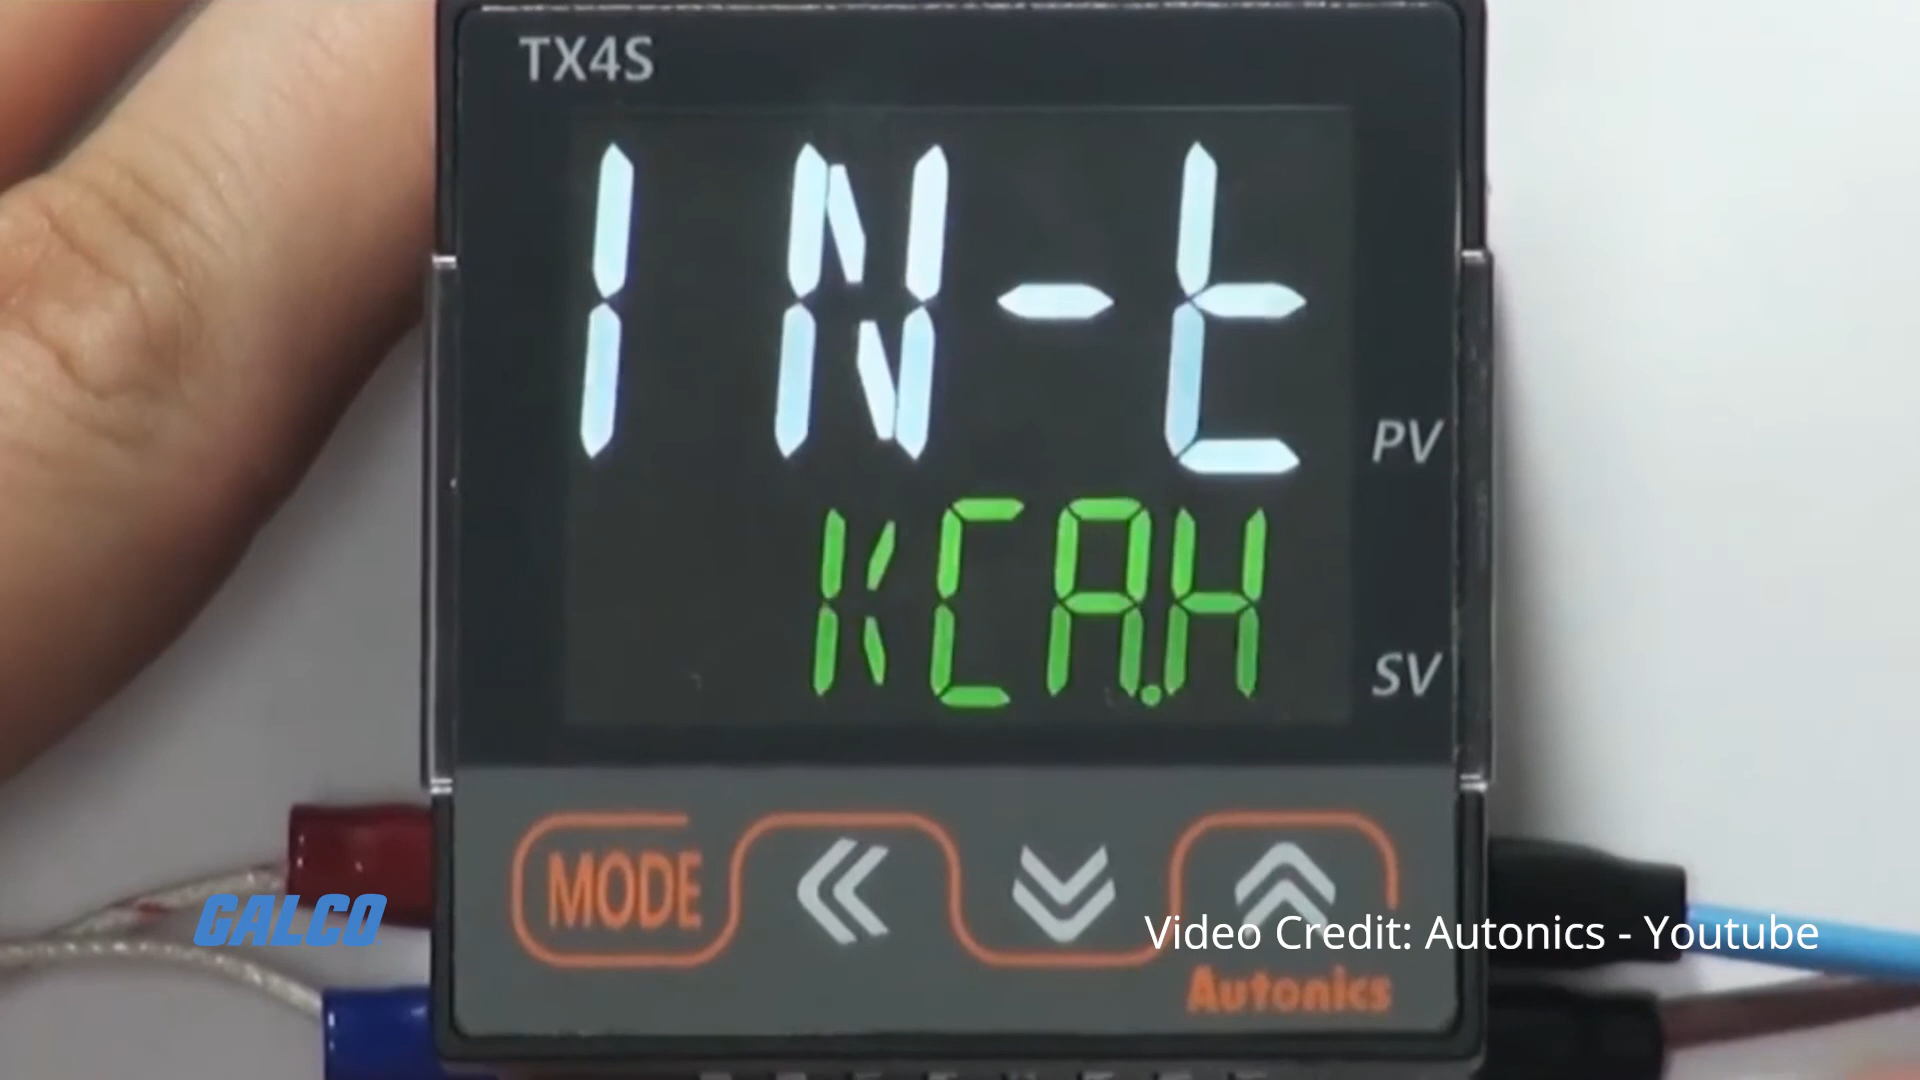 TX4S
IN-t
PV
KCA.H
SV
MODE
GALCO
Video Credit: Autonics - Youtube
Autonics